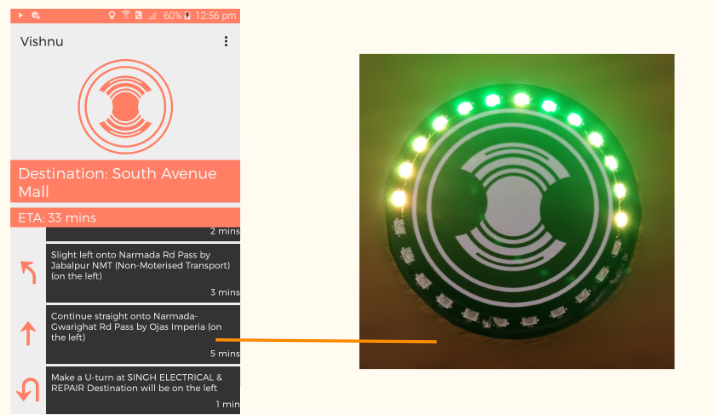 60% 12:56 pm
Vishnu
Destination: South Avenue
Mall
ETA: 33 mins
2 mins
Slight left onto Narmada Rd Pass by
Jabalpur NMT (Non-Moterised Transport)
(on the left)
3 mins
Continue straight onto Narmada-
Gwarighat Rd Pass by Ojas Imperia (on
the left)
5 mins
Make a U-turn at SINGH ELECTRICAL &
REPAIR Destination will be on the left
1 min